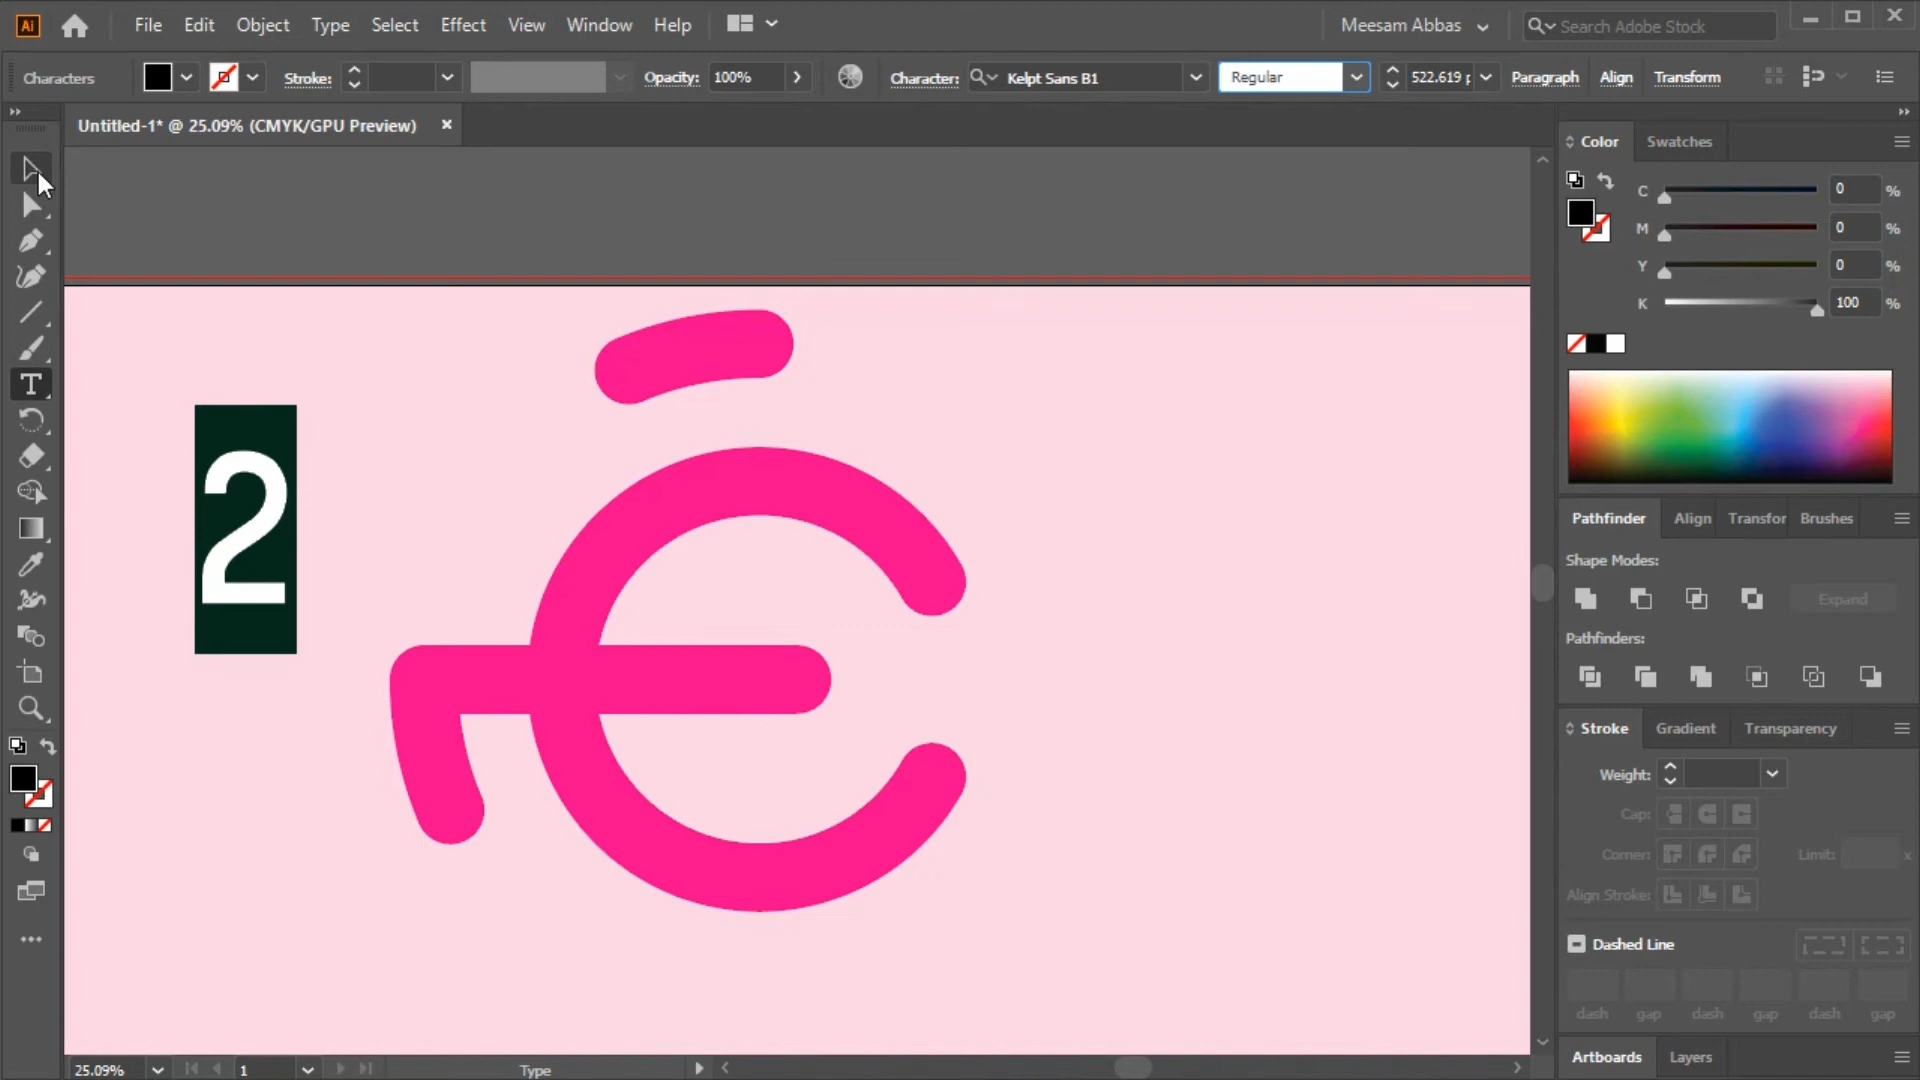 Ai File Edit Object Type Select Effect View Window Help Meesam Abbas Search Adobe Stock
Characters Stroke: Opacity: 100% Character: Kelpt Sans B1 Regular 522.619 p Paragraph Align Transform
Untitled-1* @ 25.09% (CMYK/GPU Preview)
Color Swatches
C 0 %
M 0 %
Y 0 %
K 100 %
2
Pathfinder Align Transfor Brushes
Shape Modes:
Expand
Pathfinders:
Stroke Gradient Transparency
Weight:
Cap:
Corner: Limit: x
Align Stroke:
Dashed Line
dash gap dash gap dash gap
Artboards Layers
25.09% 1 Type